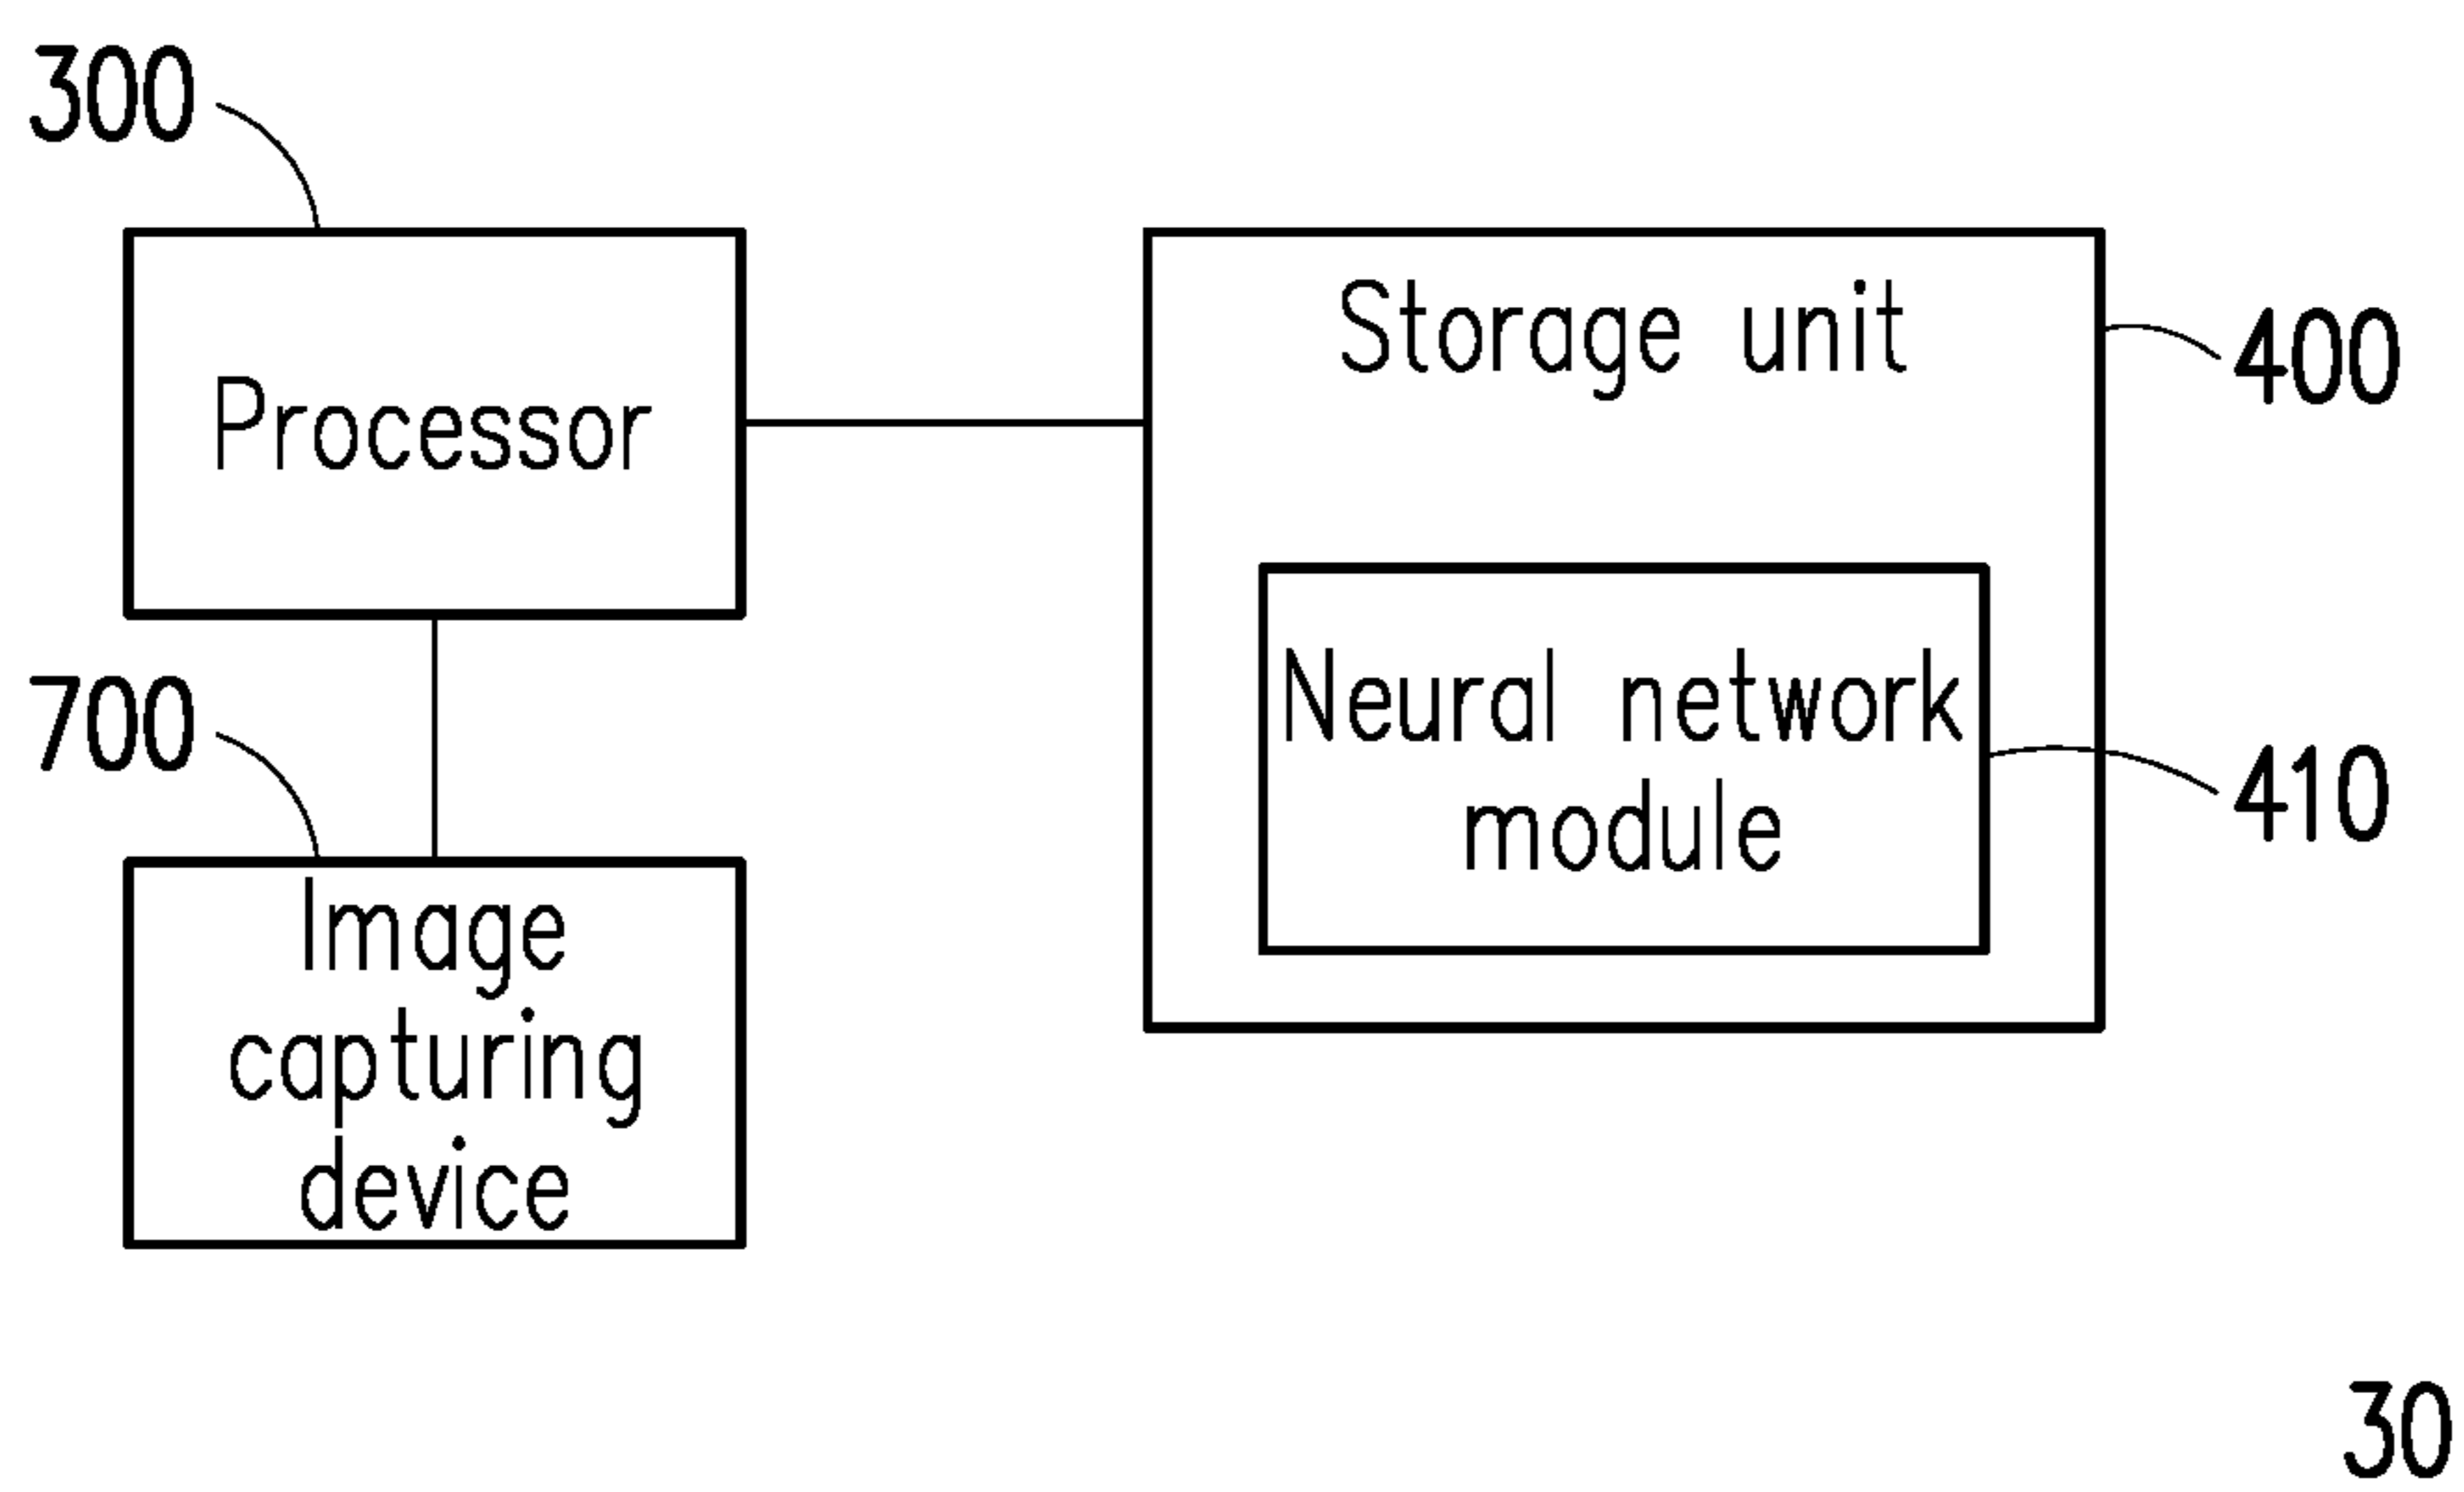 300
Processor
Storage unit
400
700
Neural network
module
410
Image
capturing
device
30